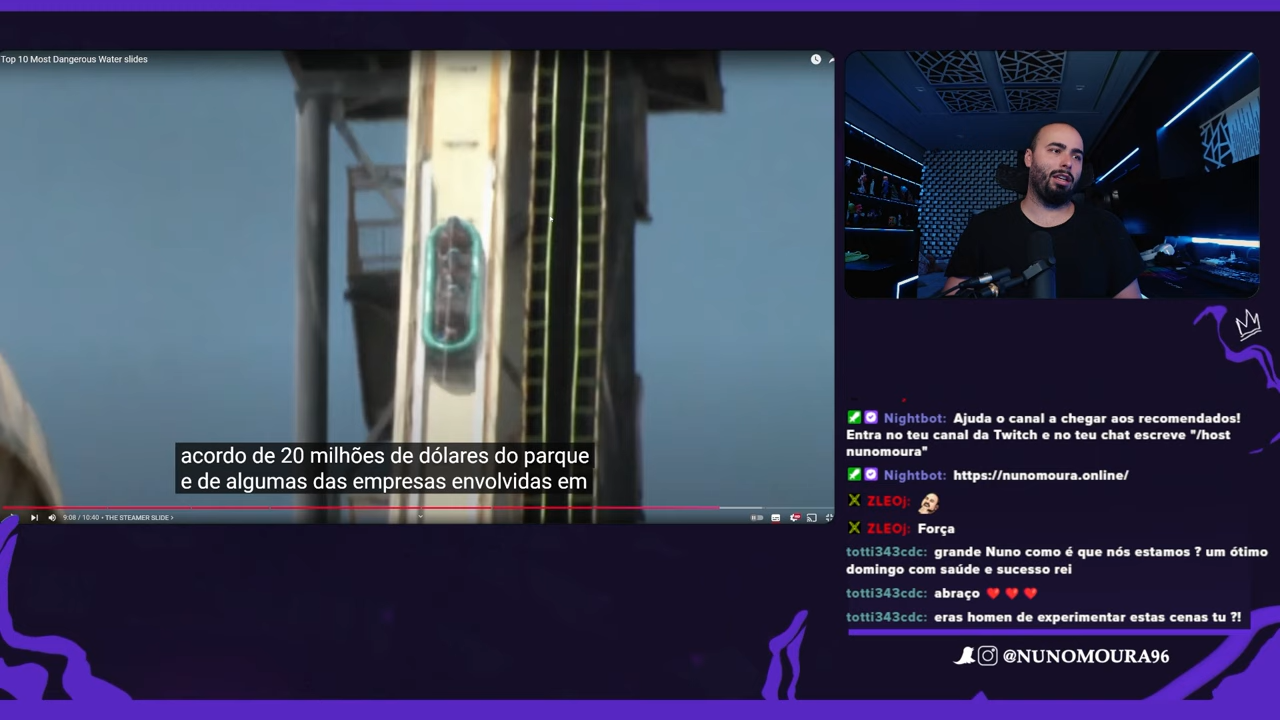 Top 10 Most Dangerous Water slides
acordo de 20 milhões de dólares do parque
e de algumas das empresas envolvidas em
9:08 / 10:40 • THE STEAMER SLIDE >
Nightbot: Ajuda o canal a chegar aos recomendados!
Entra no teu canal da Twitch e no teu chat escreve "/host
nunomoura"
Nightbot: https://nunomoura.online/
ZLEOj:
ZLEOj: Força
totti343cdc: grande Nuno como é que nós estamos ? um ótimo
domingo com saúde e sucesso rei
totti343cdc: abraço ❤️ ❤️ ❤️
totti343cdc: eras homen de experimentar estas cenas tu ?!
@NUNOMOURA96